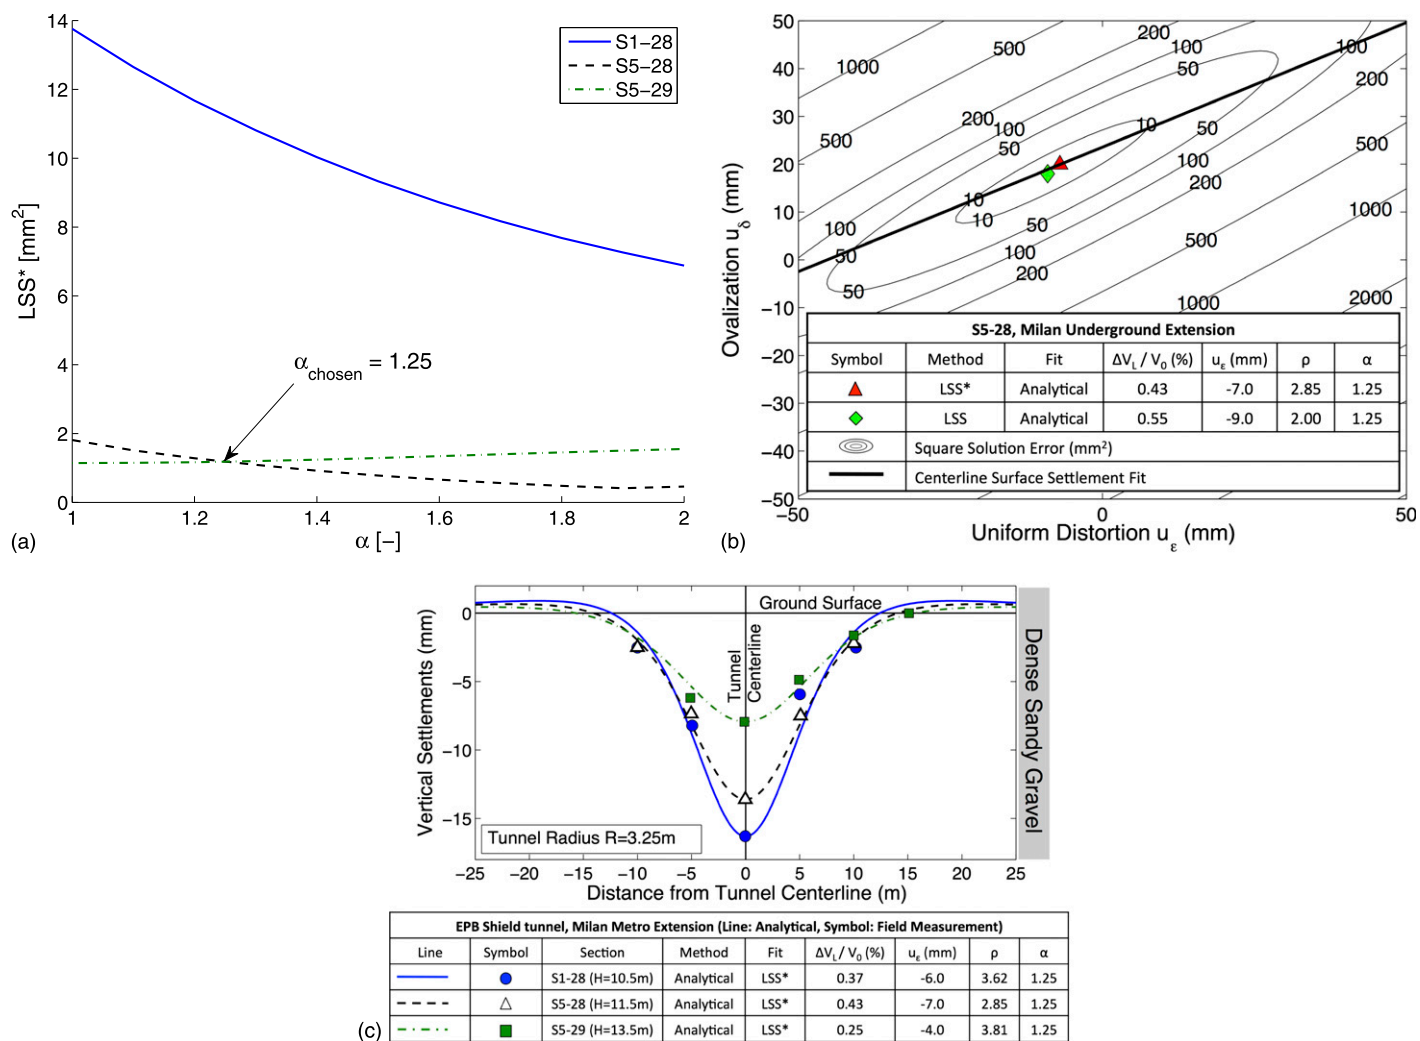 14
12
10
8
6
4
2
0
LSS* [mm²]
S1−28
S5−28
S5−29
α_chosen = 1.25
1 1.2 1.4 1.6 1.8 2
α [−]
(a)
50
40
30
20
10
0
−10
−20
−30
−40
−50
Ovalization u_δ (mm)
200 100 100
500 50
1000 200
200 100 10 50
500 50 100
200
10 1000
10
100 50 500
50 100
50 200 1000 2000
S5-28, Milan Underground Extension
Symbol Method Fit ΔV_L / V_0 (%) u_ε (mm) ρ α
LSS* Analytical 0.43 -7.0 2.85 1.25
LSS Analytical 0.55 -9.0 2.00 1.25
Square Solution Error (mm²)
Centerline Surface Settlement Fit
−50 0 50
Uniform Distortion u_ε (mm)
(b)
0
−5
−10
−15
Vertical Settlements (mm)
Ground Surface
Tunnel
Centerline
Dense Sandy Gravel
Tunnel Radius R=3.25m
−25 −20 −15 −10 −5 0 5 10 15 20 25
Distance from Tunnel Centerline (m)
EPB Shield tunnel, Milan Metro Extension (Line: Analytical, Symbol: Field Measurement)
Line Symbol Section Method Fit ΔV_L / V_0 (%) u_ε (mm) ρ α
S1-28 (H=10.5m) Analytical LSS* 0.37 -6.0 3.62 1.25
S5-28 (H=11.5m) Analytical LSS* 0.43 -7.0 2.85 1.25
S5-29 (H=13.5m) Analytical LSS* 0.25 -4.0 3.81 1.25
(c)